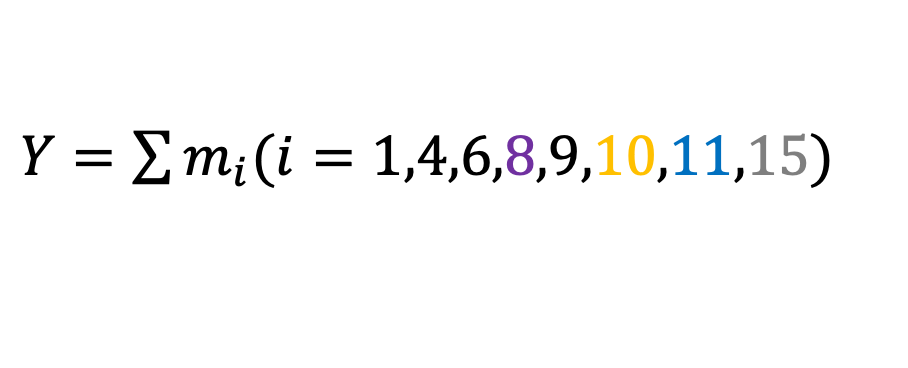 Y = ∑ mᵢ(i = 1,4,6,8,9,10,11,15)